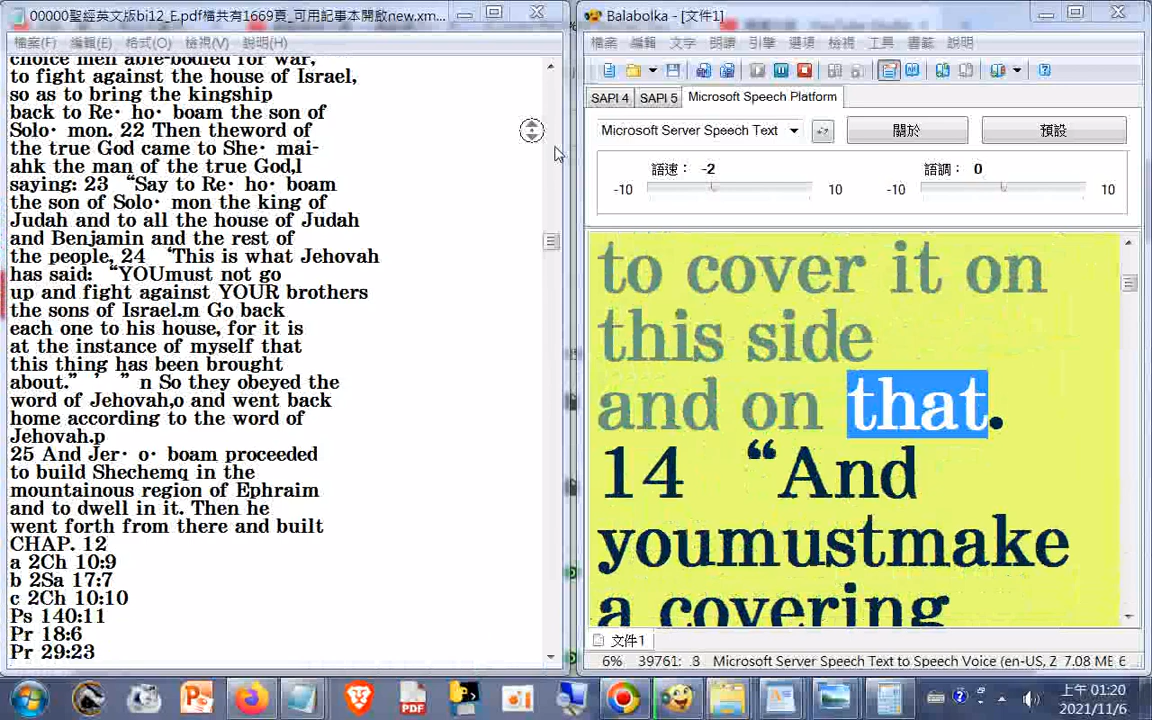 00000聖經英文版bi12_E.pdf檔共有1669頁_可用記事本開啟new.xm...
檔案(F) 編輯(E) 格式(O) 檢視(V) 說明(H)
choice men able-bodied for war,
to fight against the house of Israel,
so as to bring the kingship
back to Re· ho· boam the son of
Solo· mon. 22 Then theword of
the true God came to She· mai-
ahk the man of the true God,l
saying: 23 “Say to Re· ho· boam
the son of Solo· mon the king of
Judah and to all the house of Judah
and Benjamin and the rest of
the people, 24 ‘This is what Jehovah
has said: “YOUmust not go
up and fight against YOUR brothers
the sons of Israel.m Go back
each one to his house, for it is
at the instance of myself that
this thing has been brought
about.” ’ ”n So they obeyed the
word of Jehovah,o and went back
home according to the word of
Jehovah.p
25 And Jer· o· boam proceeded
to build Shechemq in the
mountainous region of Ephraim
and to dwell in it. Then he
went forth from there and built
CHAP. 12
a 2Ch 10:9
b 2Sa 17:7
c 2Ch 10:10
Ps 140:11
Pr 18:6
Pr 29:23
Balabolka - [文件1]
檔案 編輯 文字 朗讀 引擎 選項 檢視 工具 書籤 說明
SAPI 4 SAPI 5 Microsoft Speech Platform
Microsoft Server Speech Text 關於 預設
語速： -2 語調： 0
-10 10 -10 10
to cover it on
this side
and on that.
14 “And
youmustmake
a covering
文件1
6% 39761: 8 Microsoft Server Speech Text to Speech Voice (en-US, Z 7.08 MB 6
上午 01:20
2021/11/6